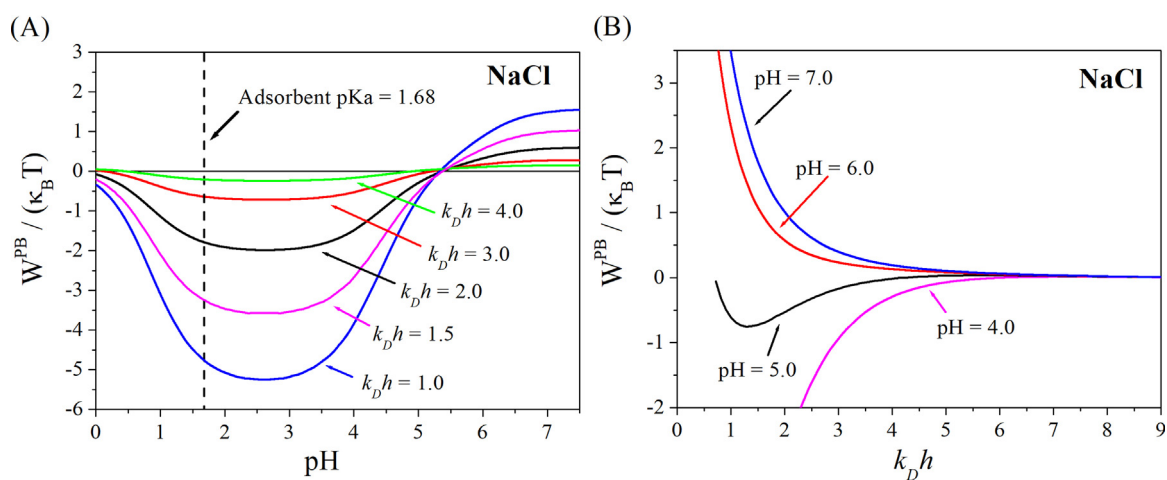 (A)
3
2
1
0
-1
-2
-3
-4
-5
-6
W^PB / (κ_B T)
NaCl
Adsorbent pKa = 1.68
k_D h = 4.0
k_D h = 3.0
k_D h = 2.0
k_D h = 1.5
k_D h = 1.0
0 1 2 3 4 5 6 7
pH
(B)
3
2
1
0
-1
-2
W^PB / (κ_B T)
NaCl
pH = 7.0
pH = 6.0
pH = 4.0
pH = 5.0
0 1 2 3 4 5 6 7 8 9
k_D h